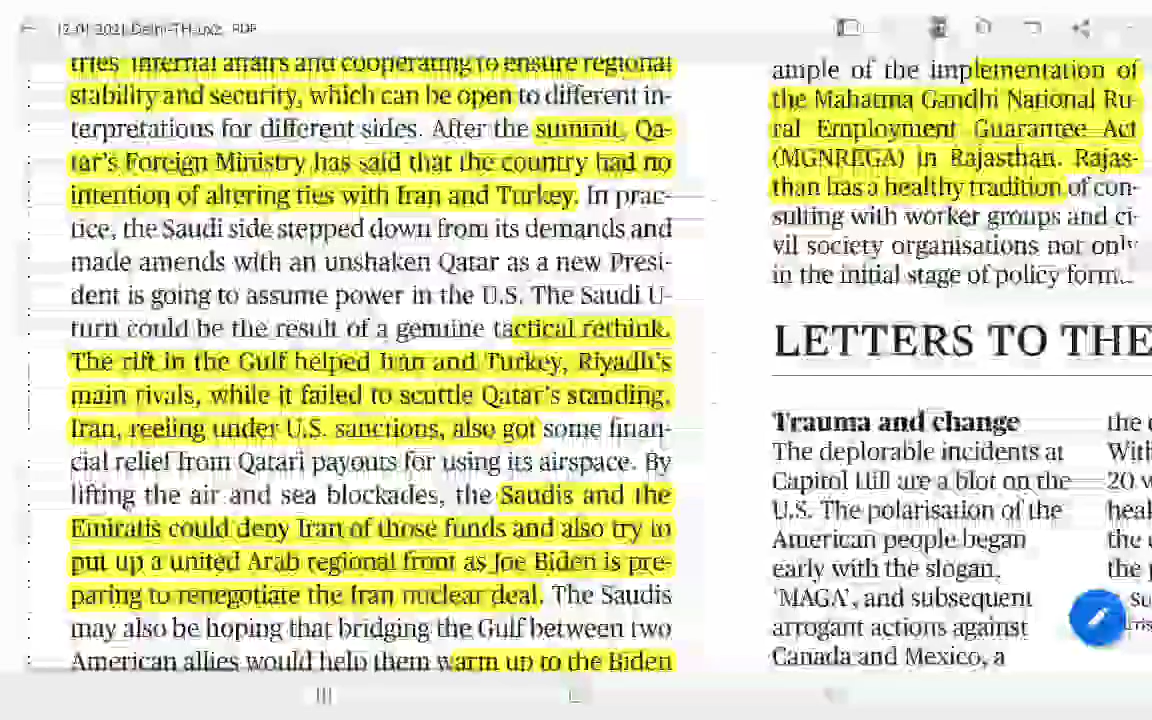 12.01.2021 Delhi-TH.ux2 PDF
tries' internal affairs and cooperating to ensure regional
stability and security, which can be open to different in-
terpretations for different sides. After the summit, Qa-
tar's Foreign Ministry has said that the country had no
intention of altering ties with Iran and Turkey. In prac-
tice, the Saudi side stepped down from its demands and
made amends with an unshaken Qatar as a new Presi-
dent is going to assume power in the U.S. The Saudi U-
turn could be the result of a genuine tactical rethink.
The rift in the Gulf helped Iran and Turkey, Riyadh's
main rivals, while it failed to scuttle Qatar's standing.
Iran, reeling under U.S. sanctions, also got some finan-
cial relief from Qatari payouts for using its airspace. By
lifting the air and sea blockades, the Saudis and the
Emiratis could deny Iran of those funds and also try to
put up a united Arab regional front as Joe Biden is pre-
paring to renegotiate the Iran nuclear deal. The Saudis
may also be hoping that bridging the Gulf between two
American allies would help them warm up to the Biden
ample of the implementation of
the Mahatma Gandhi National Ru-
ral Employment Guarantee Act
(MGNREGA) in Rajasthan. Rajas-
than has a healthy tradition of con-
sulting with worker groups and ci-
vil society organisations not only
in the initial stage of policy form
LETTERS TO THE
Trauma and change
The deplorable incidents at
Capitol Hill are a blot on the
U.S. The polarisation of the
American people began
early with the slogan,
'MAGA', and subsequent
arrogant actions against
Canada and Mexico, a
the
With
20
heal
the
the